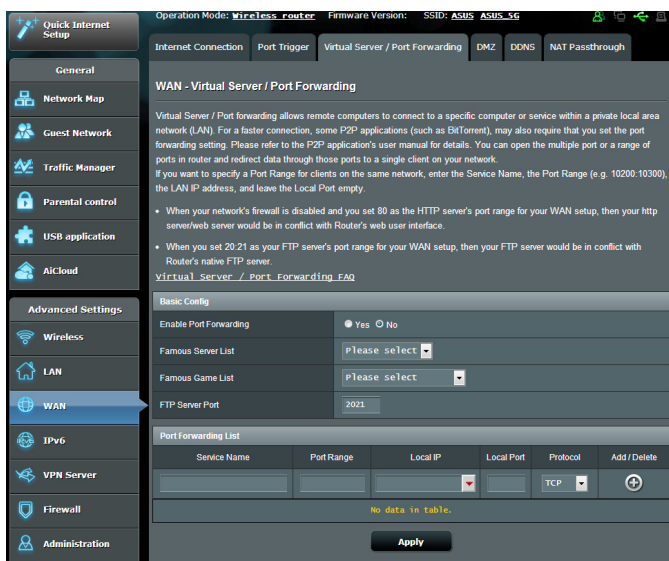 Operation Mode: Wireless router Firmware Version: SSID: ASUS ASUS_5G
Quick Internet
Setup
General
Network Map
Guest Network
Traffic Manager
Parental control
USB application
AiCloud
Advanced Settings
Wireless
LAN
WAN
IPv6
VPN Server
Firewall
Administration
Internet Connection Port Trigger Virtual Server / Port Forwarding DMZ DDNS NAT Passthrough
WAN - Virtual Server / Port Forwarding
Virtual Server / Port forwarding allows remote computers to connect to a specific computer or service within a private local area
network (LAN). For a faster connection, some P2P applications (such as BitTorrent), may also require that you set the port
forwarding setting. Please refer to the P2P application's user manual for details. You can open the multiple port or a range of
ports in router and redirect data through those ports to a single client on your network.
If you want to specify a Port Range for clients on the same network, enter the Service Name, the Port Range (e.g. 10200:10300),
the LAN IP address, and leave the Local Port empty.
• When your network's firewall is disabled and you set 80 as the HTTP server's port range for your WAN setup, then your http
server/web server would be in conflict with Router's web user interface.
• When you set 20:21 as your FTP server's port range for your WAN setup, then your FTP server would be in conflict with
Router's native FTP server.
Virtual Server / Port Forwarding FAQ
Basic Config
Enable Port Forwarding Yes No
Famous Server List Please select
Famous Game List Please select
FTP Server Port 2021
Port Forwarding List
Service Name Port Range Local IP Local Port Protocol Add / Delete
TCP
No data in table.
Apply